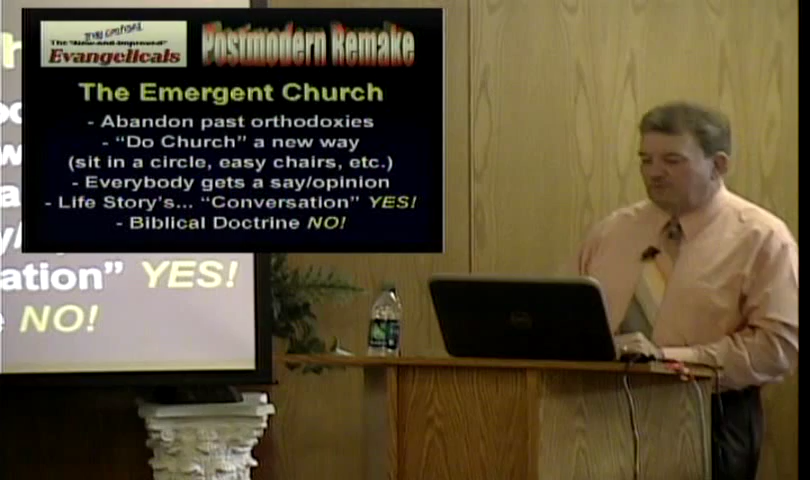 The "New-and-Improved"
Evangelicals
Postmodern Remake
The Emergent Church
- Abandon past orthodoxies
- "Do Church" a new way
(sit in a circle, easy chairs, etc.)
- Everybody gets a say/opinion
- Life Story's... "Conversation" YES!
- Biblical Doctrine NO!
ation" YES!
NO!